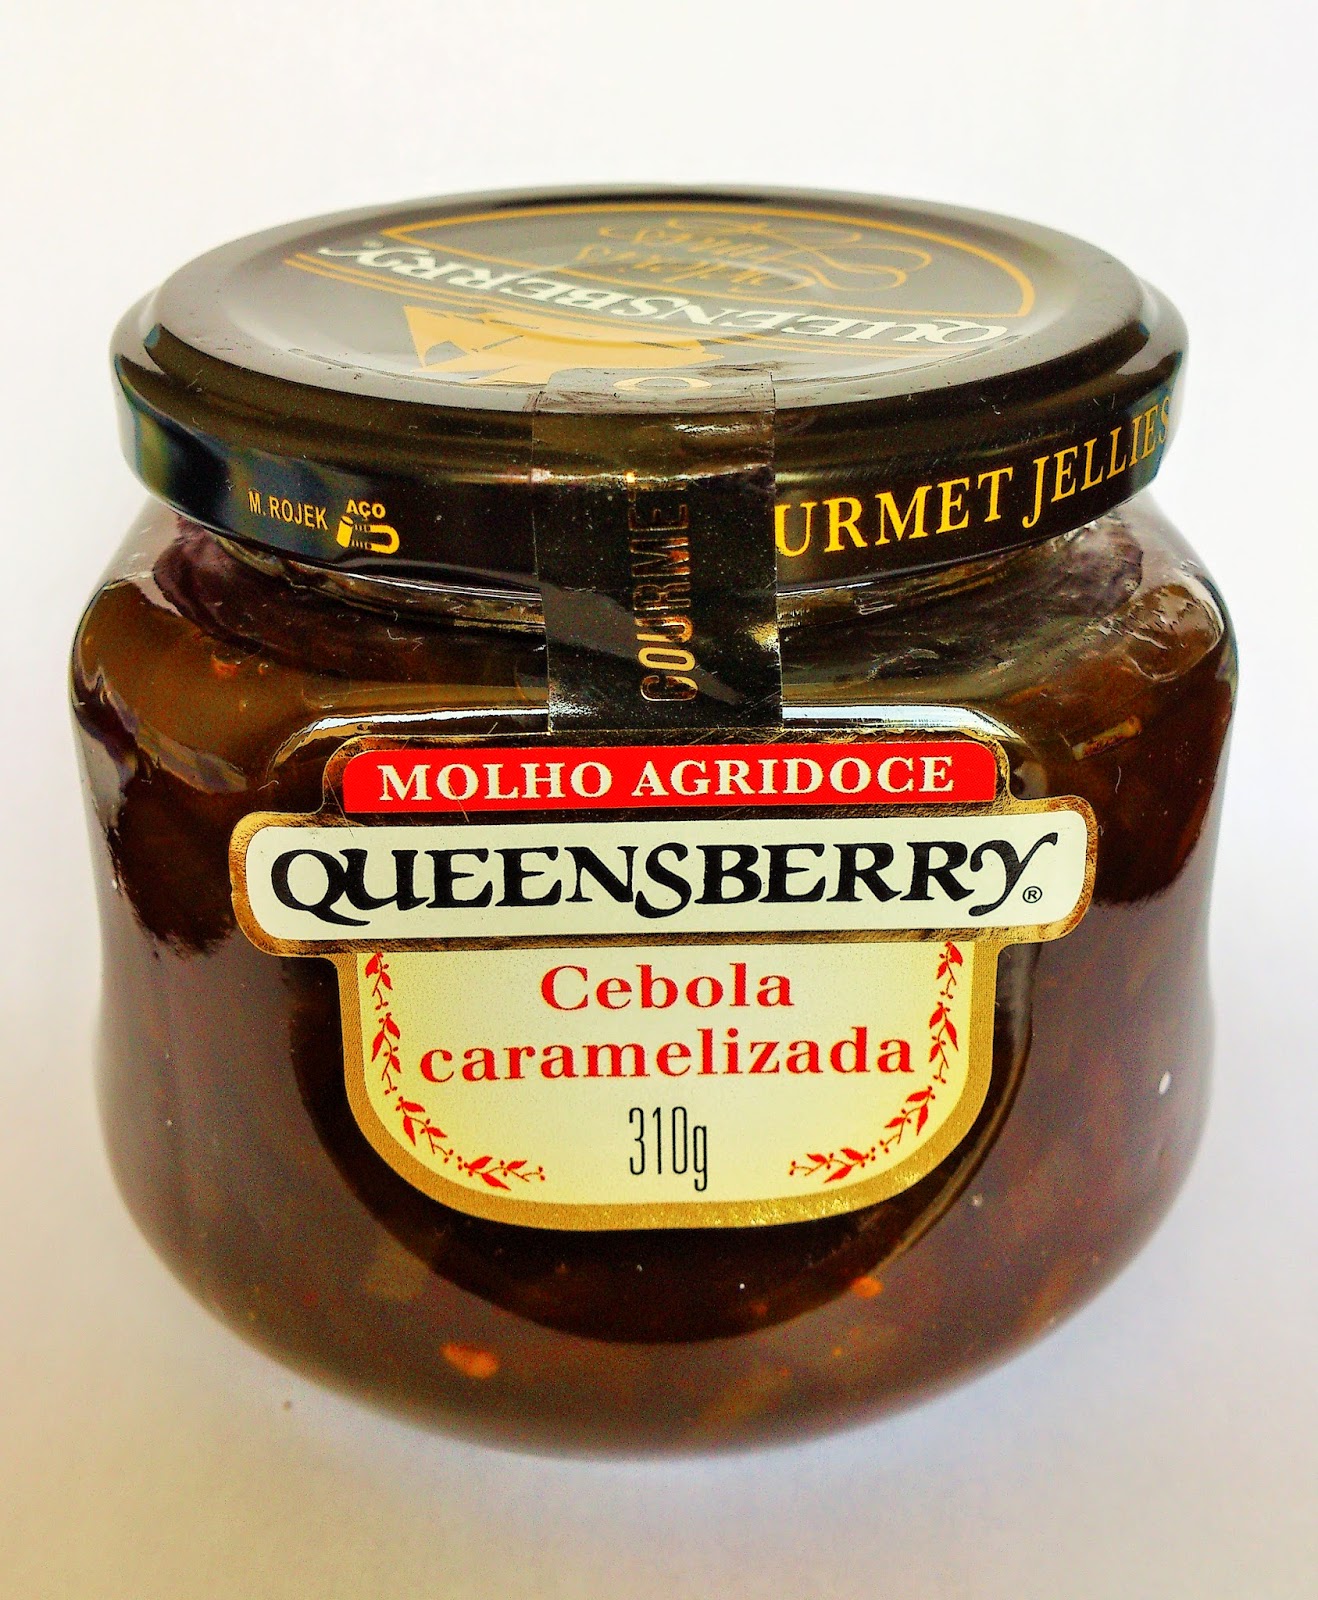 QUEENSBERRY®
M. ROJEK AÇO
URMET JELLIES
GOURMET
MOLHO AGRIDOCE
QUEENSBERRY®
Cebola
caramelizada
310g